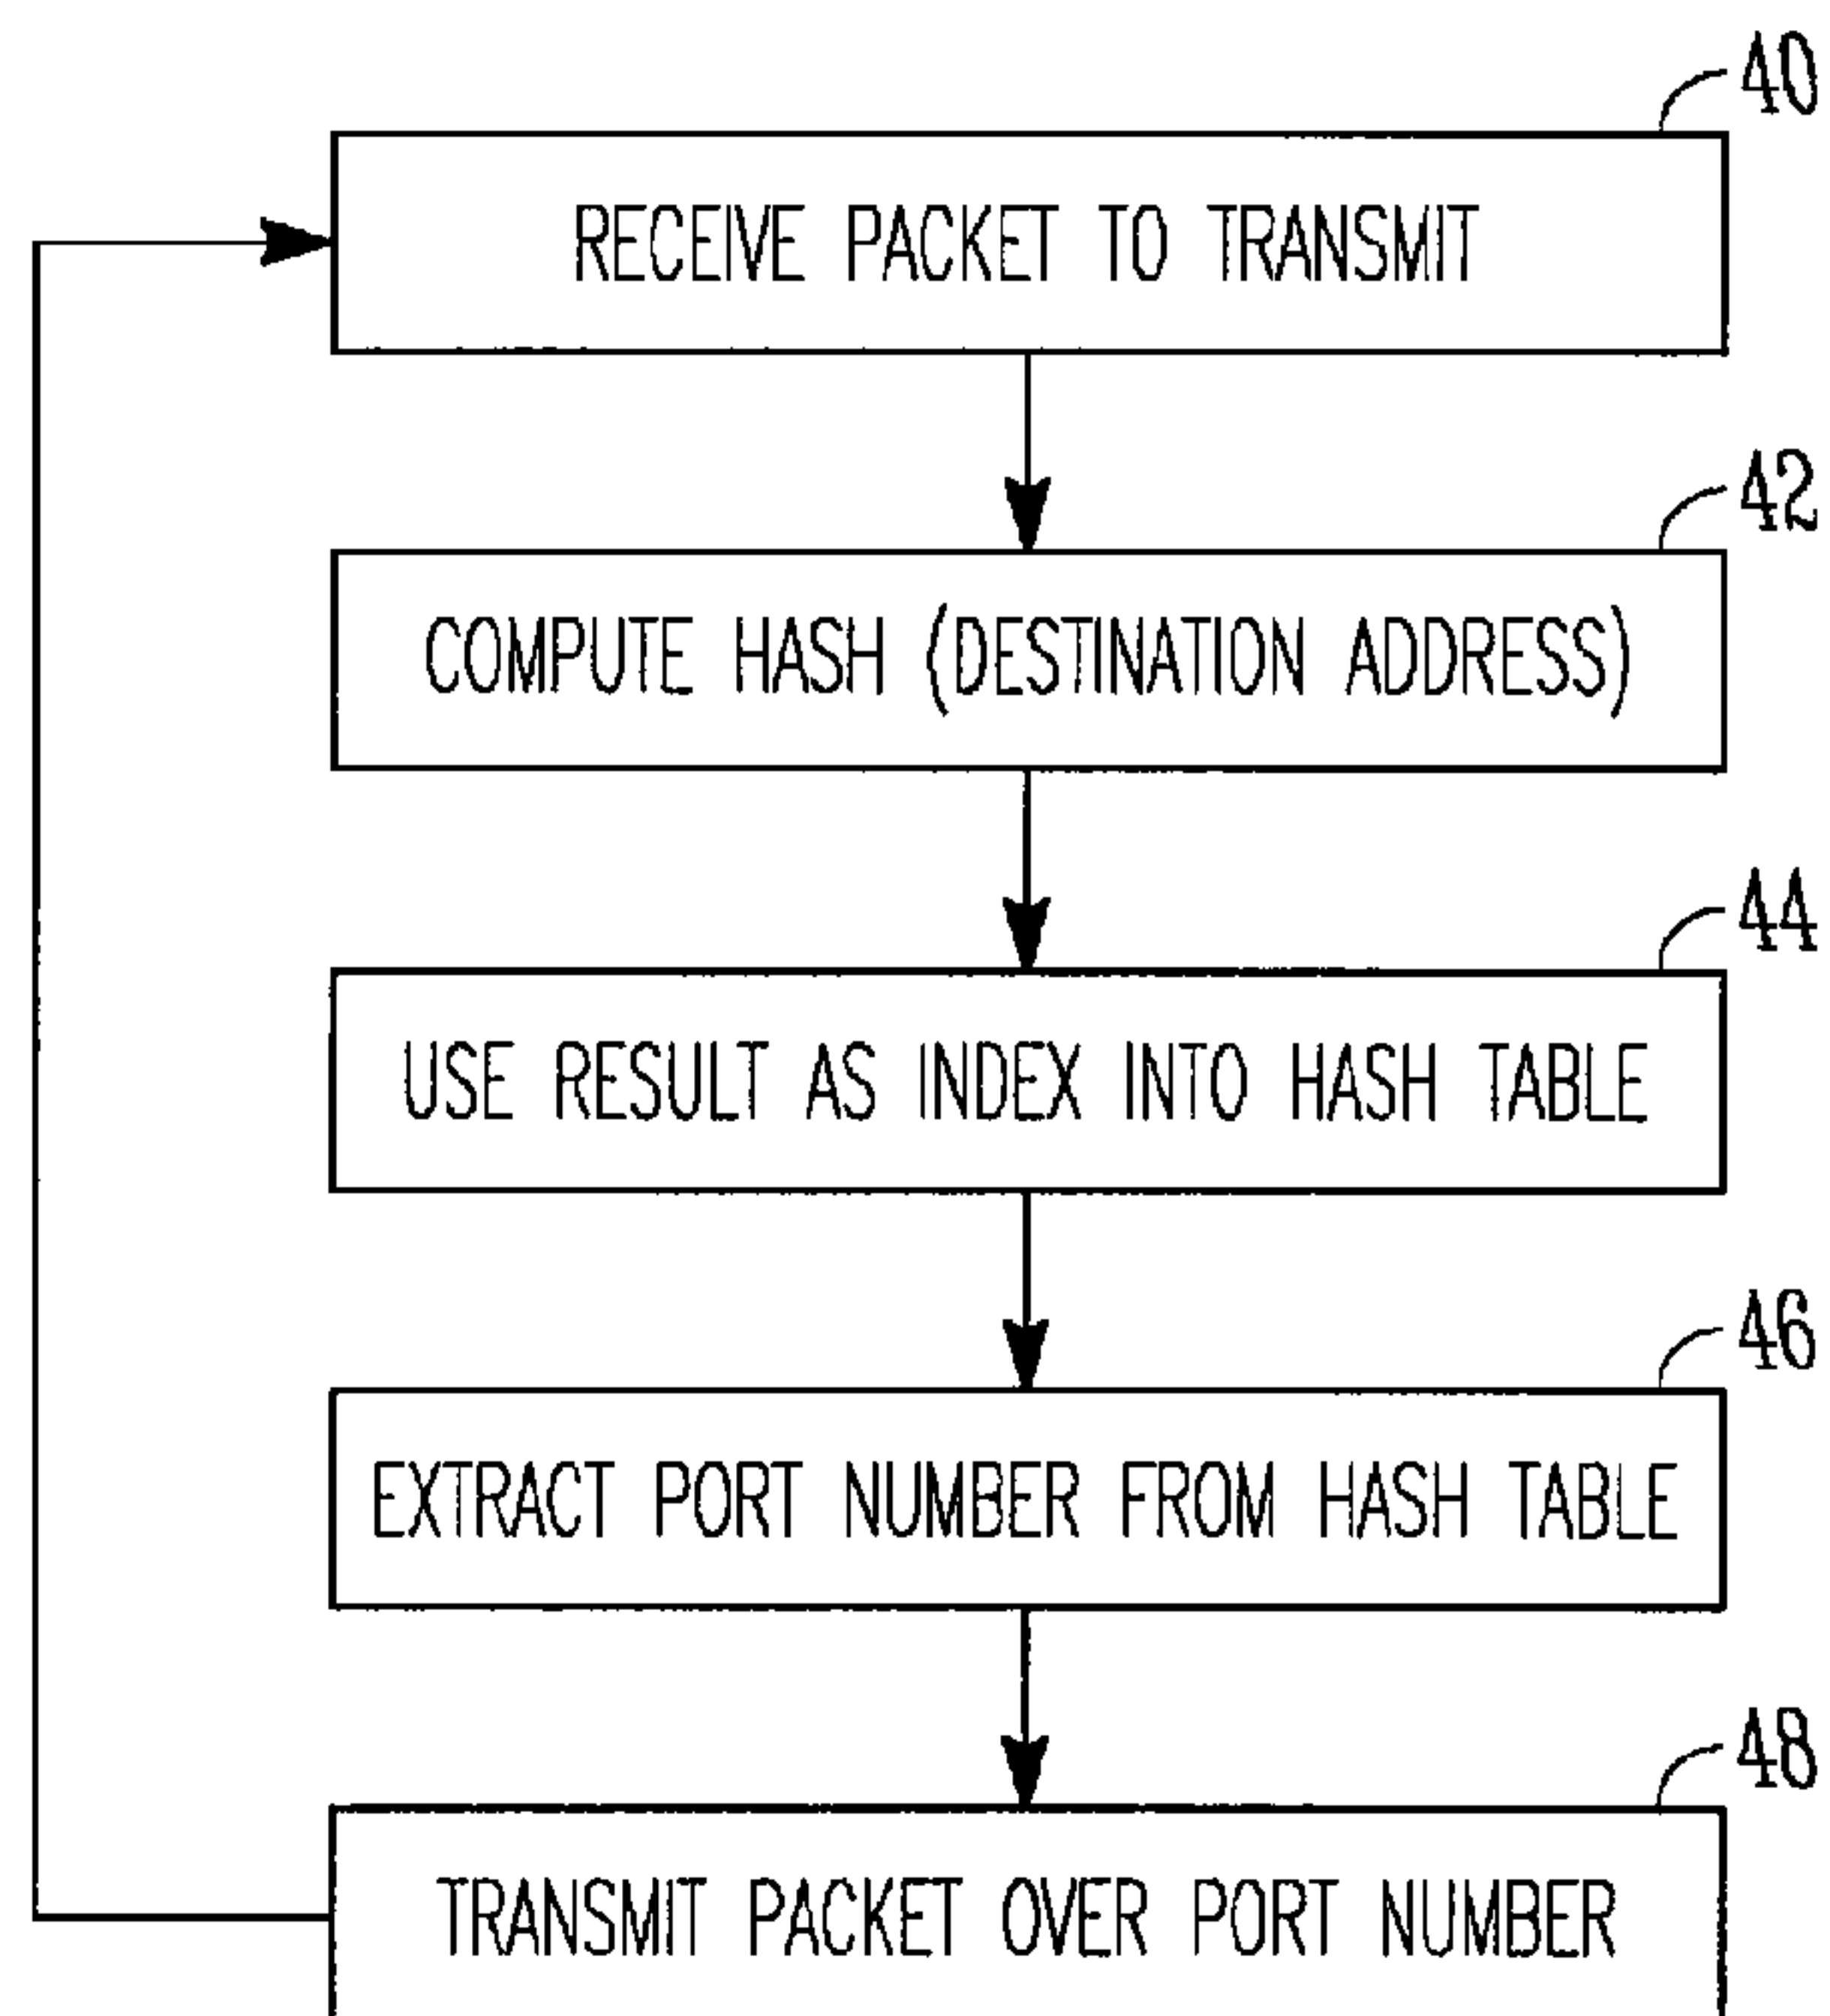 40
RECEIVE PACKET TO TRANSMIT
42
COMPUTE HASH (DESTINATION ADDRESS)
44
USE RESULT AS INDEX INTO HASH TABLE
46
EXTRACT PORT NUMBER FROM HASH TABLE
48
TRANSMIT PACKET OVER PORT NUMBER